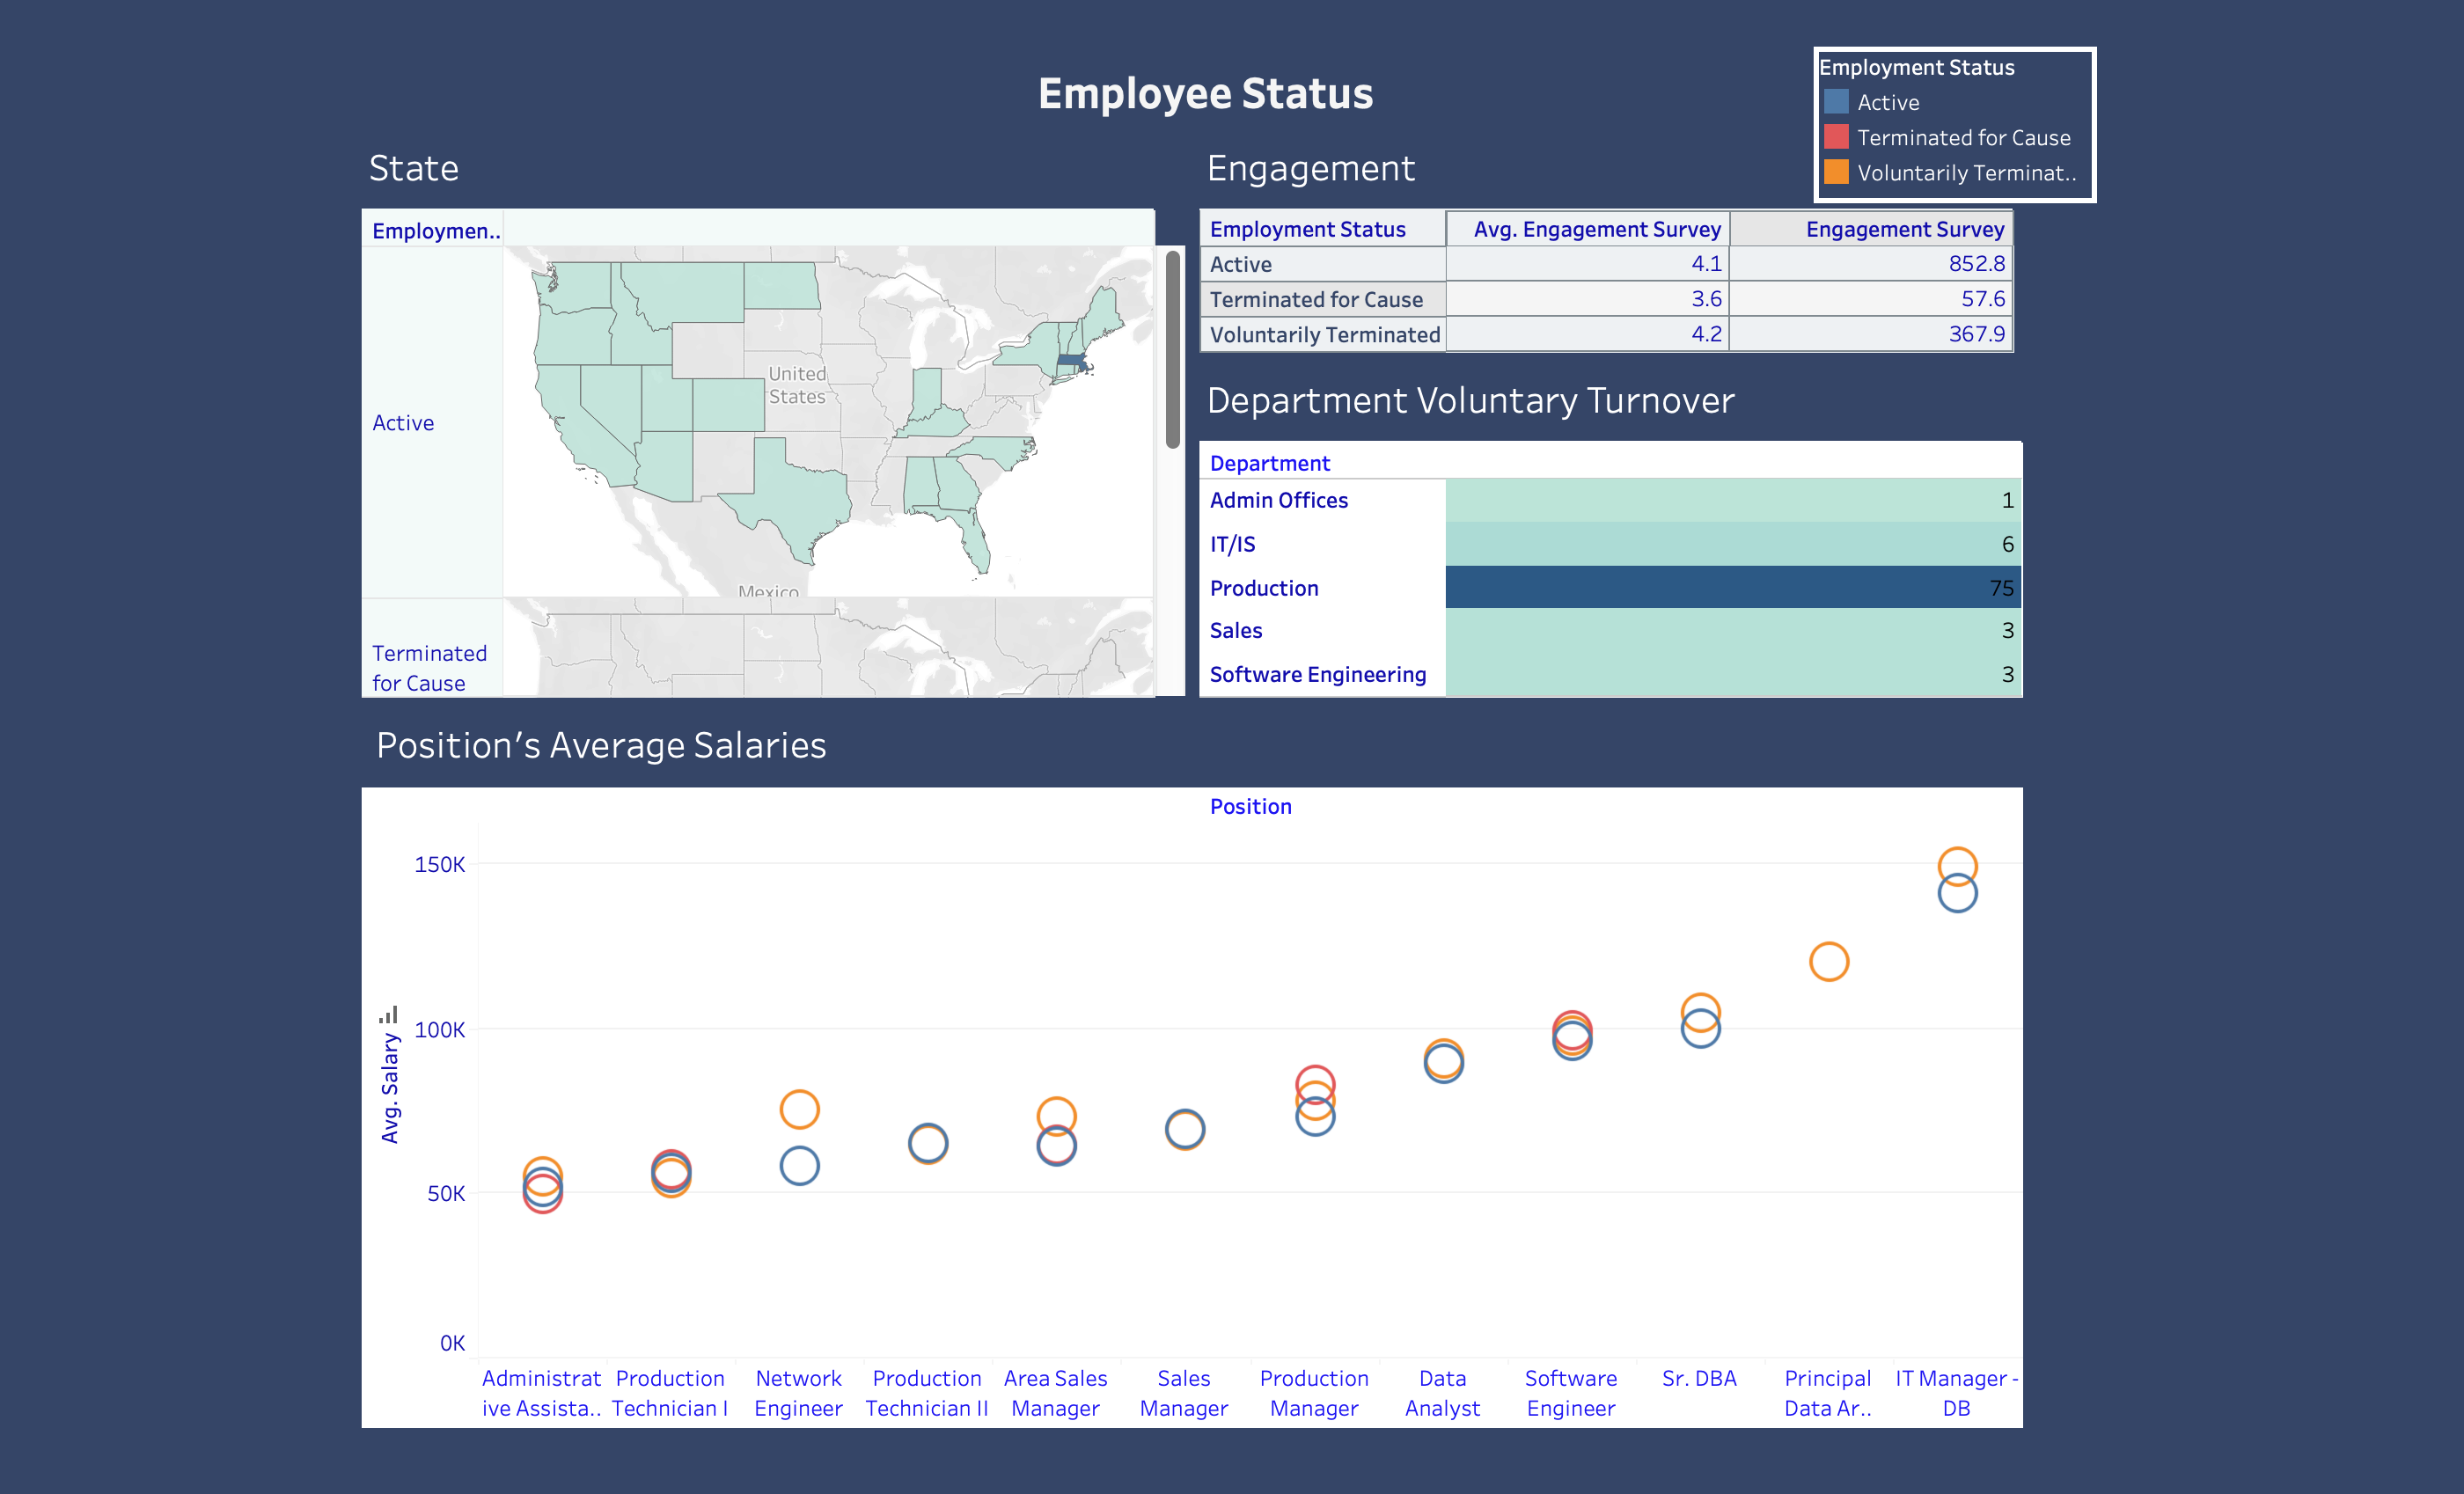 Employee Status
Employment Status
Active
Terminated for Cause
Voluntarily Terminat..
State
Employmen..
Active
United
States
Mexico
Terminated
for Cause
Engagement
Employment Status Avg. Engagement Survey Engagement Survey
Active 4.1 852.8
Terminated for Cause 3.6 57.6
Voluntarily Terminated 4.2 367.9
Department Voluntary Turnover
Department
Admin Offices 1
IT/IS 6
Production 75
Sales 3
Software Engineering 3
Position's Average Salaries
Position
Avg. Salary
150K
100K
50K
0K
Administrat
ive Assista..
Production
Technician I
Network
Engineer
Production
Technician II
Area Sales
Manager
Sales
Manager
Production
Manager
Data
Analyst
Software
Engineer
Sr. DBA
Principal
Data Ar..
IT Manager -
DB